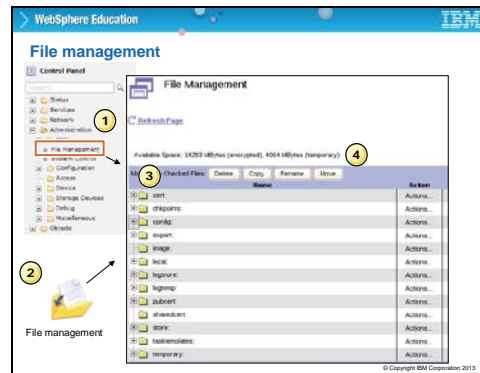 WebSphere Education
IBM
File management
Control Panel
Search
Status
Services
Network
Administration
Main
File Management
System Control
Configuration
Access
Device
Storage Devices
Debug
Miscellaneous
Objects
1
2
File management
File Management
Refresh Page
Available Space: 14283 MBytes (encrypted), 4054 MBytes (temporary)
4
3
Checked Files:
Delete
Copy
Rename
Move
Name
Action
cert:
Actions...
chkpoints:
Actions...
config:
Actions...
export:
Actions...
image:
Actions...
local:
Actions...
logstore:
Actions...
logtemp:
Actions...
pubcert:
Actions...
sharedcert:
Actions...
store:
Actions...
tasktemplates:
Actions...
temporary:
Actions...
© Copyright IBM Corporation 2013